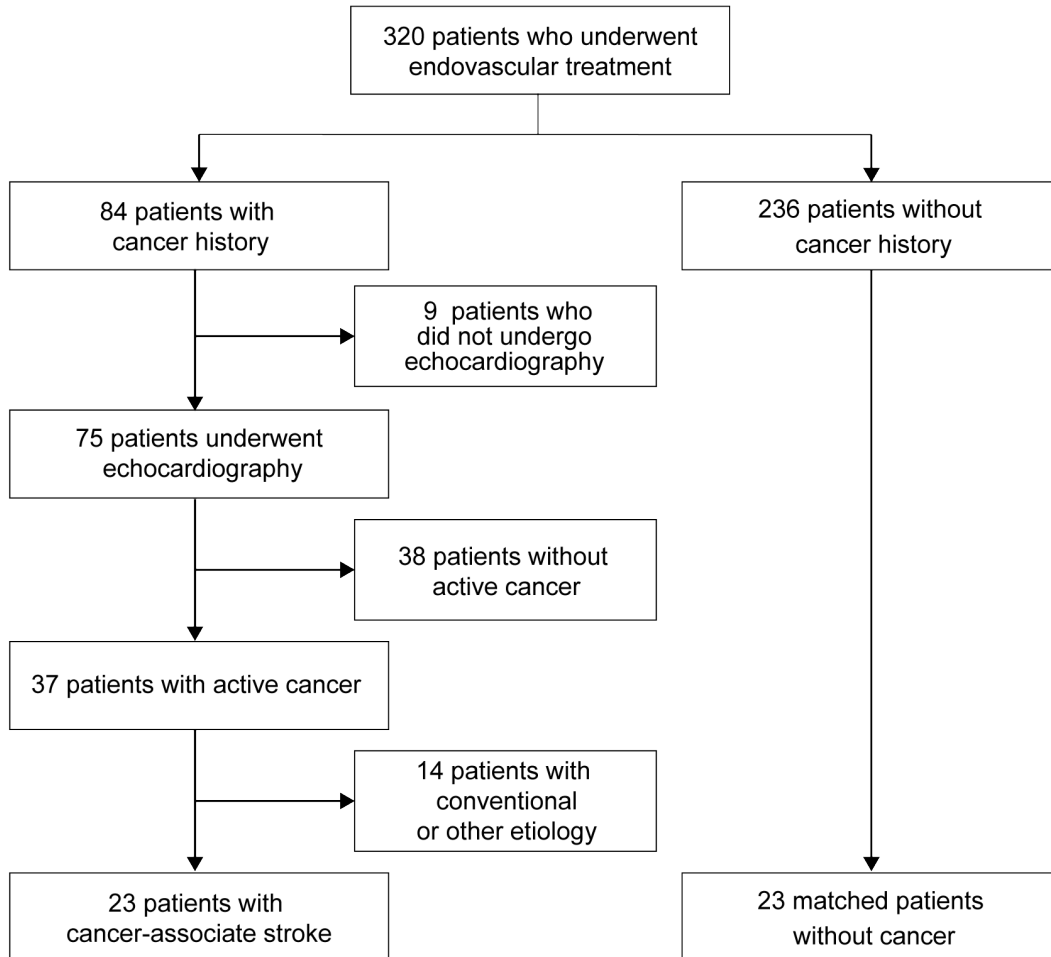 320 patients who underwent
endovascular treatment
84 patients with
cancer history
236 patients without
cancer history
9 patients who
did not undergo
echocardiography
75 patients underwent
echocardiography
38 patients without
active cancer
37 patients with active cancer
14 patients with
conventional
or other etiology
23 patients with
cancer-associate stroke
23 matched patients
without cancer